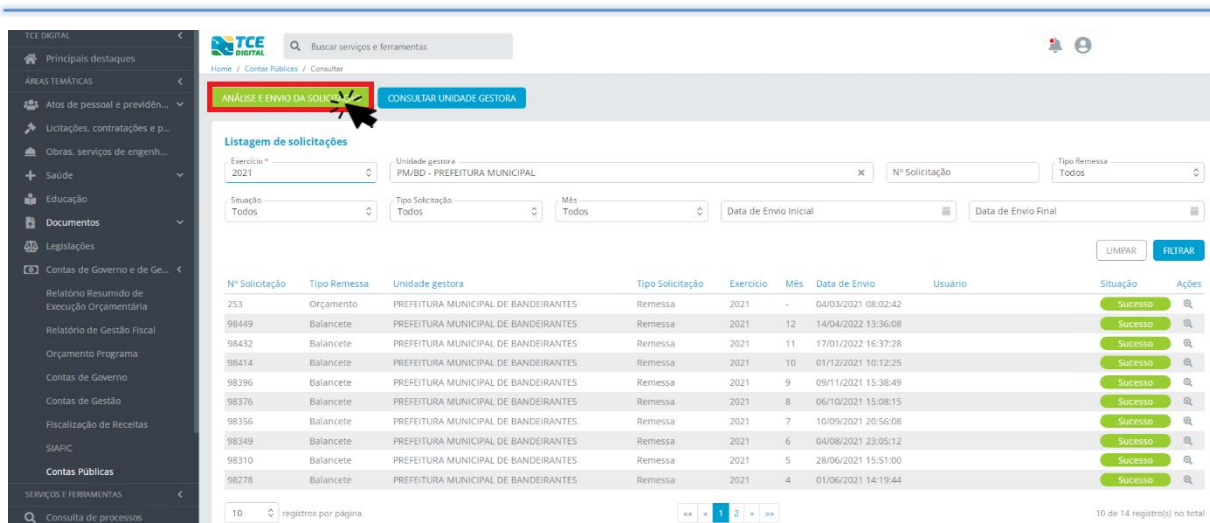 TCE DIGITAL
Principais destaques
ÁREAS TEMÁTICAS
Atos de pessoal e previdên...
Licitações, contratações e p...
Obras, serviços de engenh...
Saúde
Educação
Documentos
Legislações
Contas de Governo e de Ge...
Relatório Resumido de
Execução Orçamentária
Relatório de Gestão Fiscal
Orçamento Programa
Contas de Governo
Contas de Gestão
Fiscalização de Receitas
SIAFIC
Contas Públicas
SERVIÇOS E FERRAMENTAS
Consulta de processos
TCE
DIGITAL
Buscar serviços e ferramentas
Home / Contas Públicas / Consultar
ANÁLISE E ENVIO DA
CONSULTAR UNIDADE GESTORA
Listagem de solicitações
Exercício *
2021
Unidade gestora
PM/BD - PREFEITURA MUNICIPAL
Nº Solicitação
Tipo Remessa
Todos
Situação
Todos
Tipo Solicitação
Todos
Mês
Todos
Data de Envio Inicial
Data de Envio Final
LIMPAR
FILTRAR
Nº Solicitação Tipo Remessa Unidade gestora Tipo Solicitação Exercício Mês Data de Envio Usuário Situação Ações
253 Orçamento PREFEITURA MUNICIPAL DE BANDEIRANTES Remessa 2021 - 04/03/2021 08:02:42 Sucesso
98449 Balancete PREFEITURA MUNICIPAL DE BANDEIRANTES Remessa 2021 12 14/04/2022 13:36:08 Sucesso
98432 Balancete PREFEITURA MUNICIPAL DE BANDEIRANTES Remessa 2021 11 17/01/2022 16:37:28 Sucesso
98414 Balancete PREFEITURA MUNICIPAL DE BANDEIRANTES Remessa 2021 10 01/12/2021 10:12:25 Sucesso
98396 Balancete PREFEITURA MUNICIPAL DE BANDEIRANTES Remessa 2021 9 09/11/2021 15:38:49 Sucesso
98376 Balancete PREFEITURA MUNICIPAL DE BANDEIRANTES Remessa 2021 8 06/10/2021 15:08:15 Sucesso
98356 Balancete PREFEITURA MUNICIPAL DE BANDEIRANTES Remessa 2021 7 10/09/2021 20:56:08 Sucesso
98349 Balancete PREFEITURA MUNICIPAL DE BANDEIRANTES Remessa 2021 6 04/08/2021 23:05:12 Sucesso
98310 Balancete PREFEITURA MUNICIPAL DE BANDEIRANTES Remessa 2021 5 28/06/2021 15:51:00 Sucesso
98278 Balancete PREFEITURA MUNICIPAL DE BANDEIRANTES Remessa 2021 4 01/06/2021 14:19:44 Sucesso
10 registros por página
«« « 1 2 » »»
10 de 14 registro(s) no total